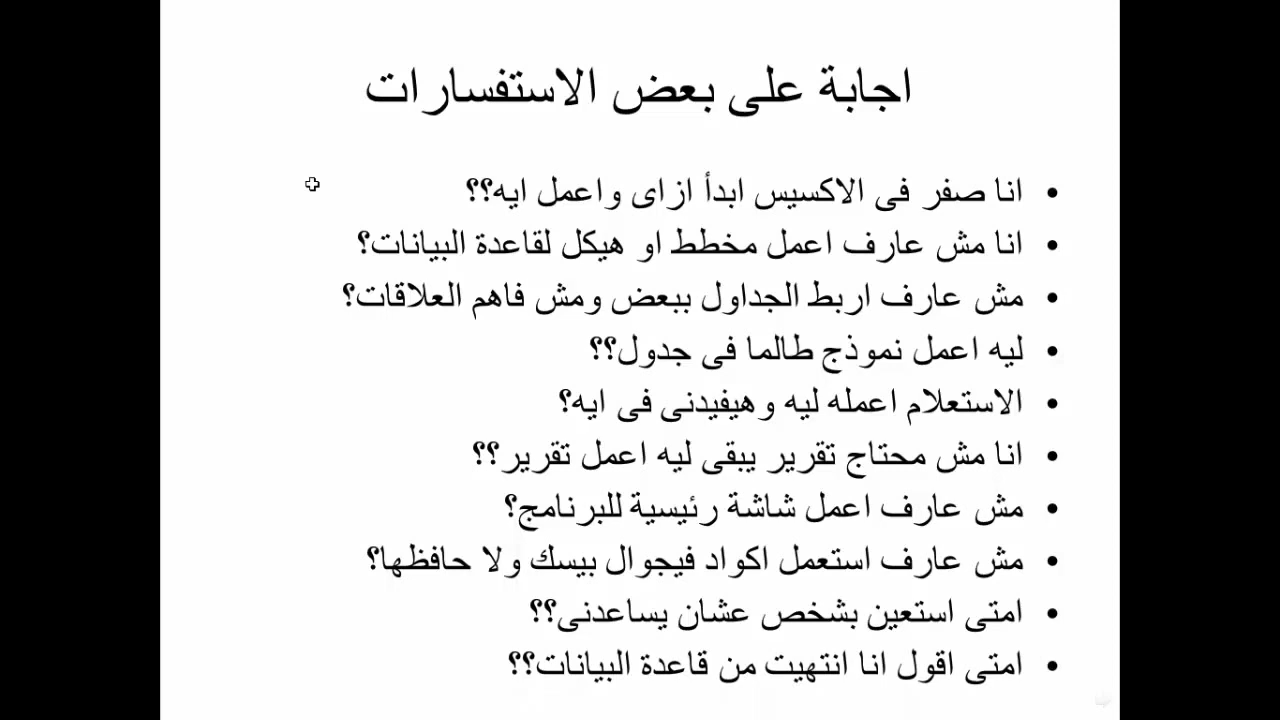 اجابة على بعض الاستفسارات
• انا صفر فى الاكسيس ابدأ ازاى واعمل ايه؟؟
• انا مش عارف اعمل مخطط او هيكل لقاعدة البيانات؟
• مش عارف اربط الجداول ببعض ومش فاهم العلاقات؟
• ليه اعمل نموذج طالما فى جدول؟؟
• الاستعلام اعمله ليه وهيفيدنى فى ايه؟
• انا مش محتاج تقرير يبقى ليه اعمل تقرير؟؟
• مش عارف اعمل شاشة رئيسية للبرنامج؟
• مش عارف استعمل اكواد فيجوال بيسك ولا حافظها؟
• امتى استعين بشخص عشان يساعدنى؟؟
• امتى اقول انا انتهيت من قاعدة البيانات؟؟